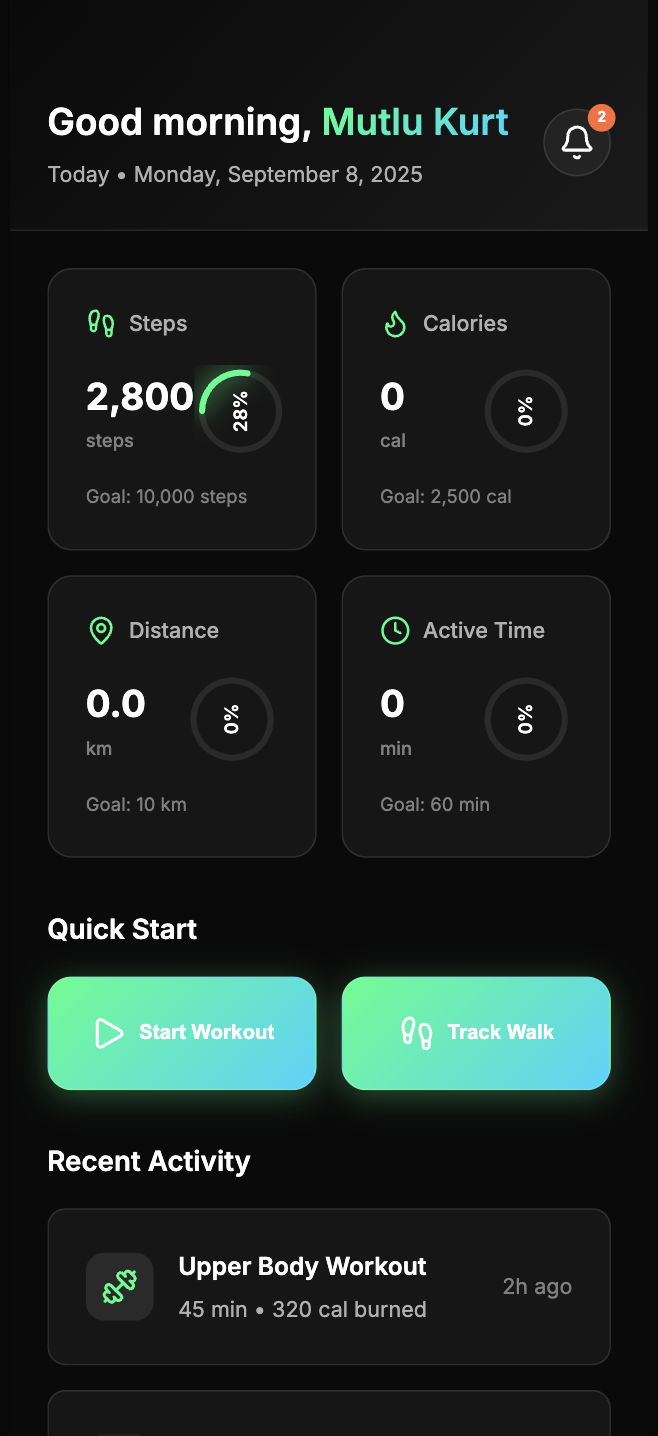 Good morning, Mutlu Kurt
2
Today • Monday, September 8, 2025
Steps
2,800
28%
steps
Goal: 10,000 steps
Calories
0
0%
cal
Goal: 2,500 cal
Distance
0.0
0%
km
Goal: 10 km
Active Time
0
0%
min
Goal: 60 min
Quick Start
Start Workout
Track Walk
Recent Activity
Upper Body Workout
45 min • 320 cal burned
2h ago